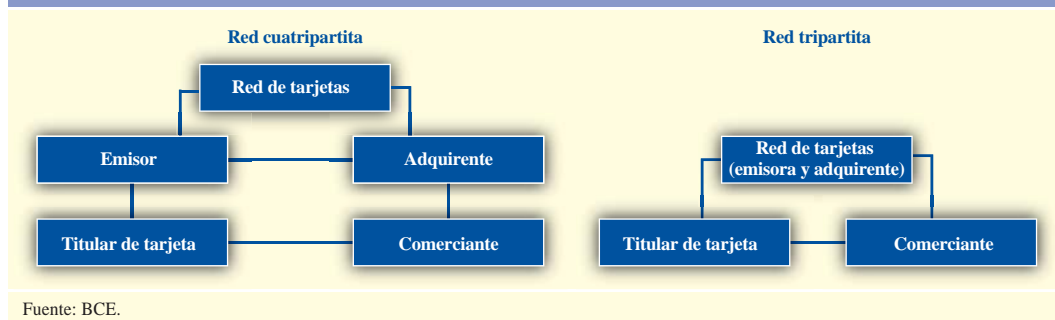 Red cuatripartita
Red de tarjetas
Emisor
Adquirente
Titular de tarjeta
Comerciante
Red tripartita
Red de tarjetas
(emisora y adquirente)
Titular de tarjeta
Comerciante
Fuente: BCE.